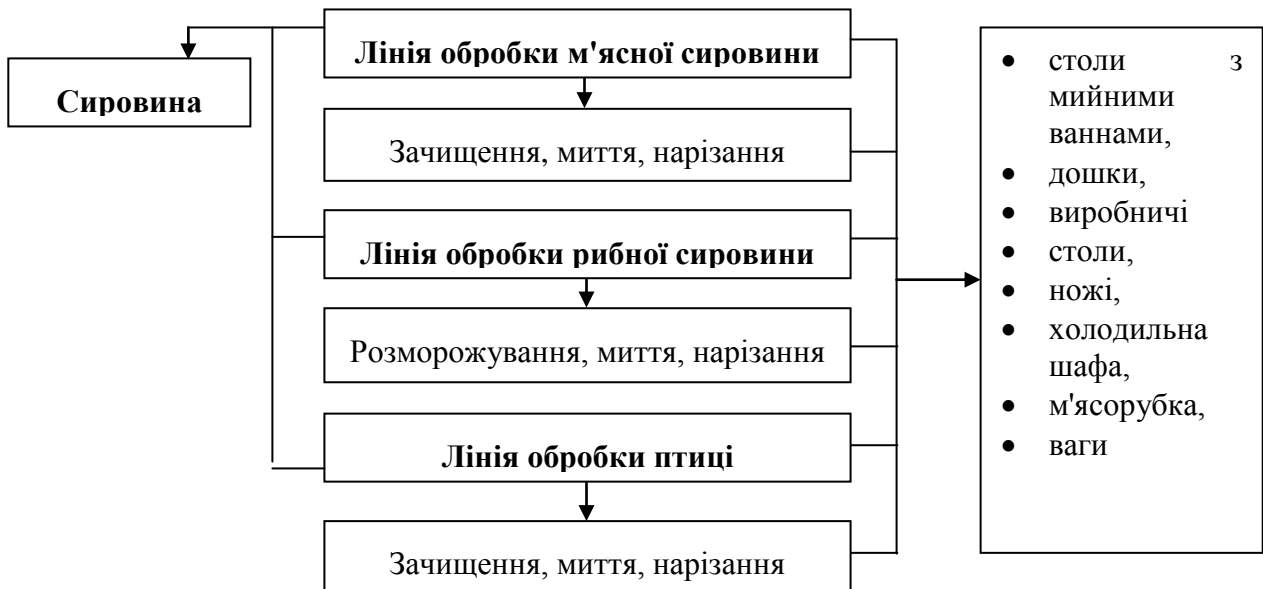 Сировина
Лінія обробки м'ясної сировини
Зачищення, миття, нарізання
Лінія обробки рибної сировини
Розморожування, миття, нарізання
Лінія обробки птиці
Зачищення, миття, нарізання
• столи з
мийними
ваннами,
• дошки,
• виробничі
• столи,
• ножі,
• холодильна
шафа,
• м'ясорубка,
• ваги